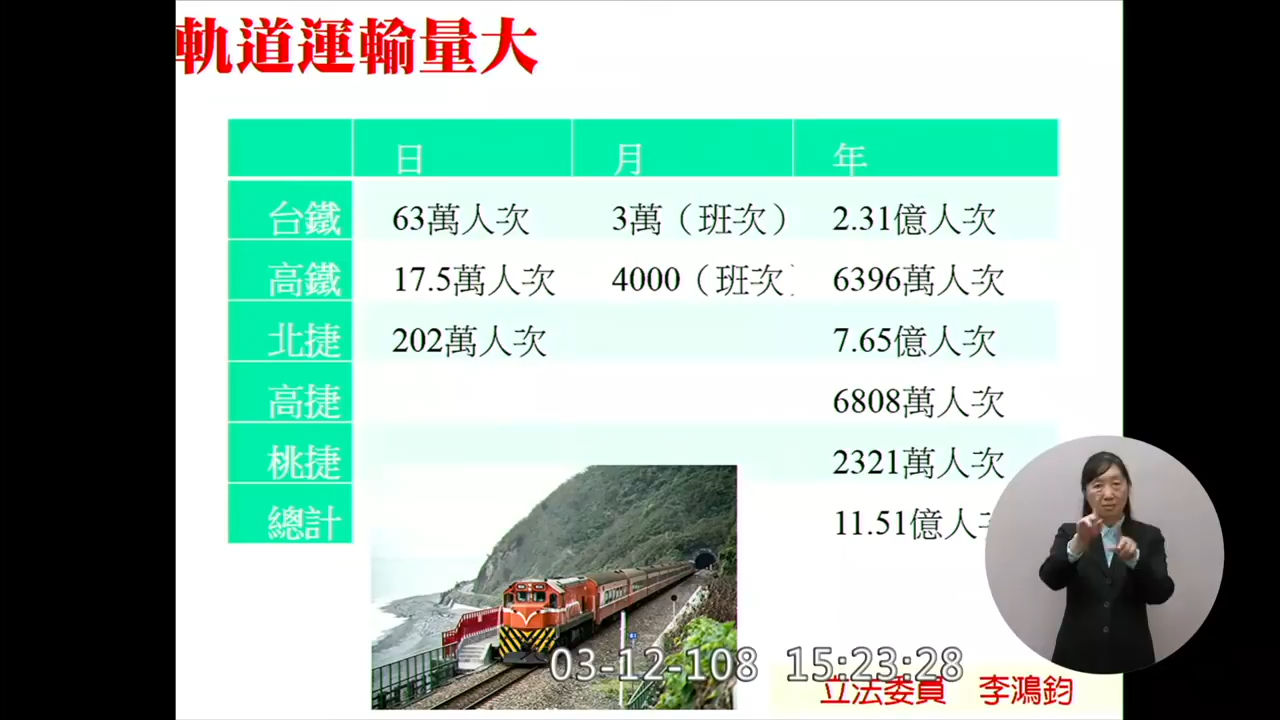 軌道運輸量大
日 月 年
台鐵 63萬人次 3萬（班次） 2.31億人次
高鐵 17.5萬人次 4000（班次 6396萬人次
北捷 202萬人次 7.65億人次
高捷 6808萬人次
桃捷 2321萬人次
總計 11.51億人
03-12-108 15:23:28
立法委員 李鴻鈞